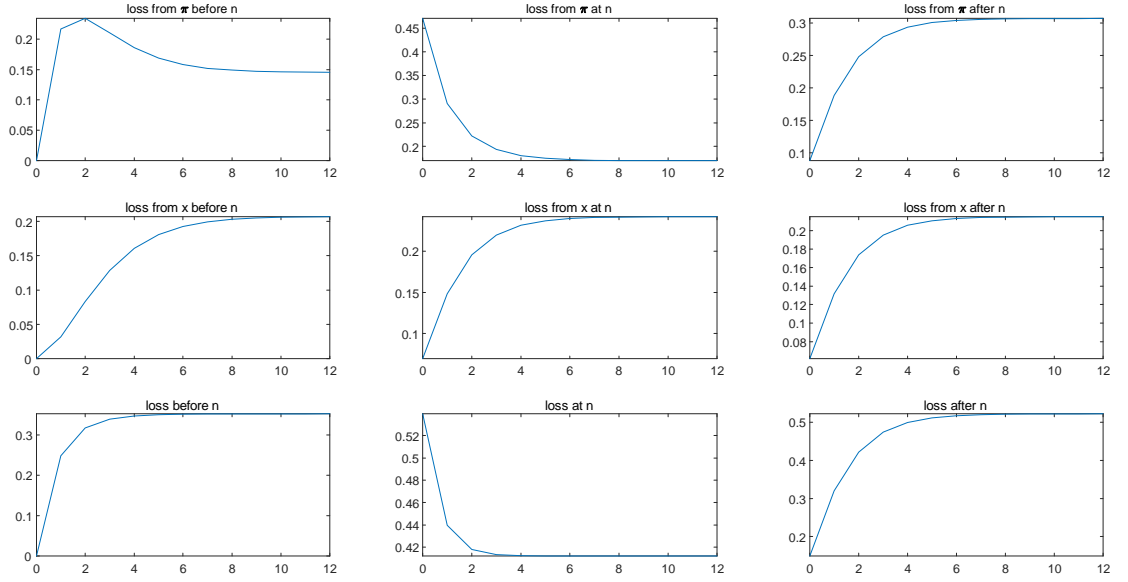 loss from π before n
0.2
0.15
0.1
0.05
0
0 2 4 6 8 10 12
loss from π at n
0.45
0.4
0.35
0.3
0.25
0.2
0 2 4 6 8 10 12
loss from π after n
0.3
0.25
0.2
0.15
0.1
0 2 4 6 8 10 12
loss from x before n
0.2
0.15
0.1
0.05
0
0 2 4 6 8 10 12
loss from x at n
0.2
0.15
0.1
0 2 4 6 8 10 12
loss from x after n
0.2
0.18
0.16
0.14
0.12
0.1
0.08
0.06
0 2 4 6 8 10 12
loss before n
0.3
0.2
0.1
0
0 2 4 6 8 10 12
loss at n
0.52
0.5
0.48
0.46
0.44
0.42
0 2 4 6 8 10 12
loss after n
0.5
0.4
0.3
0.2
0 2 4 6 8 10 12